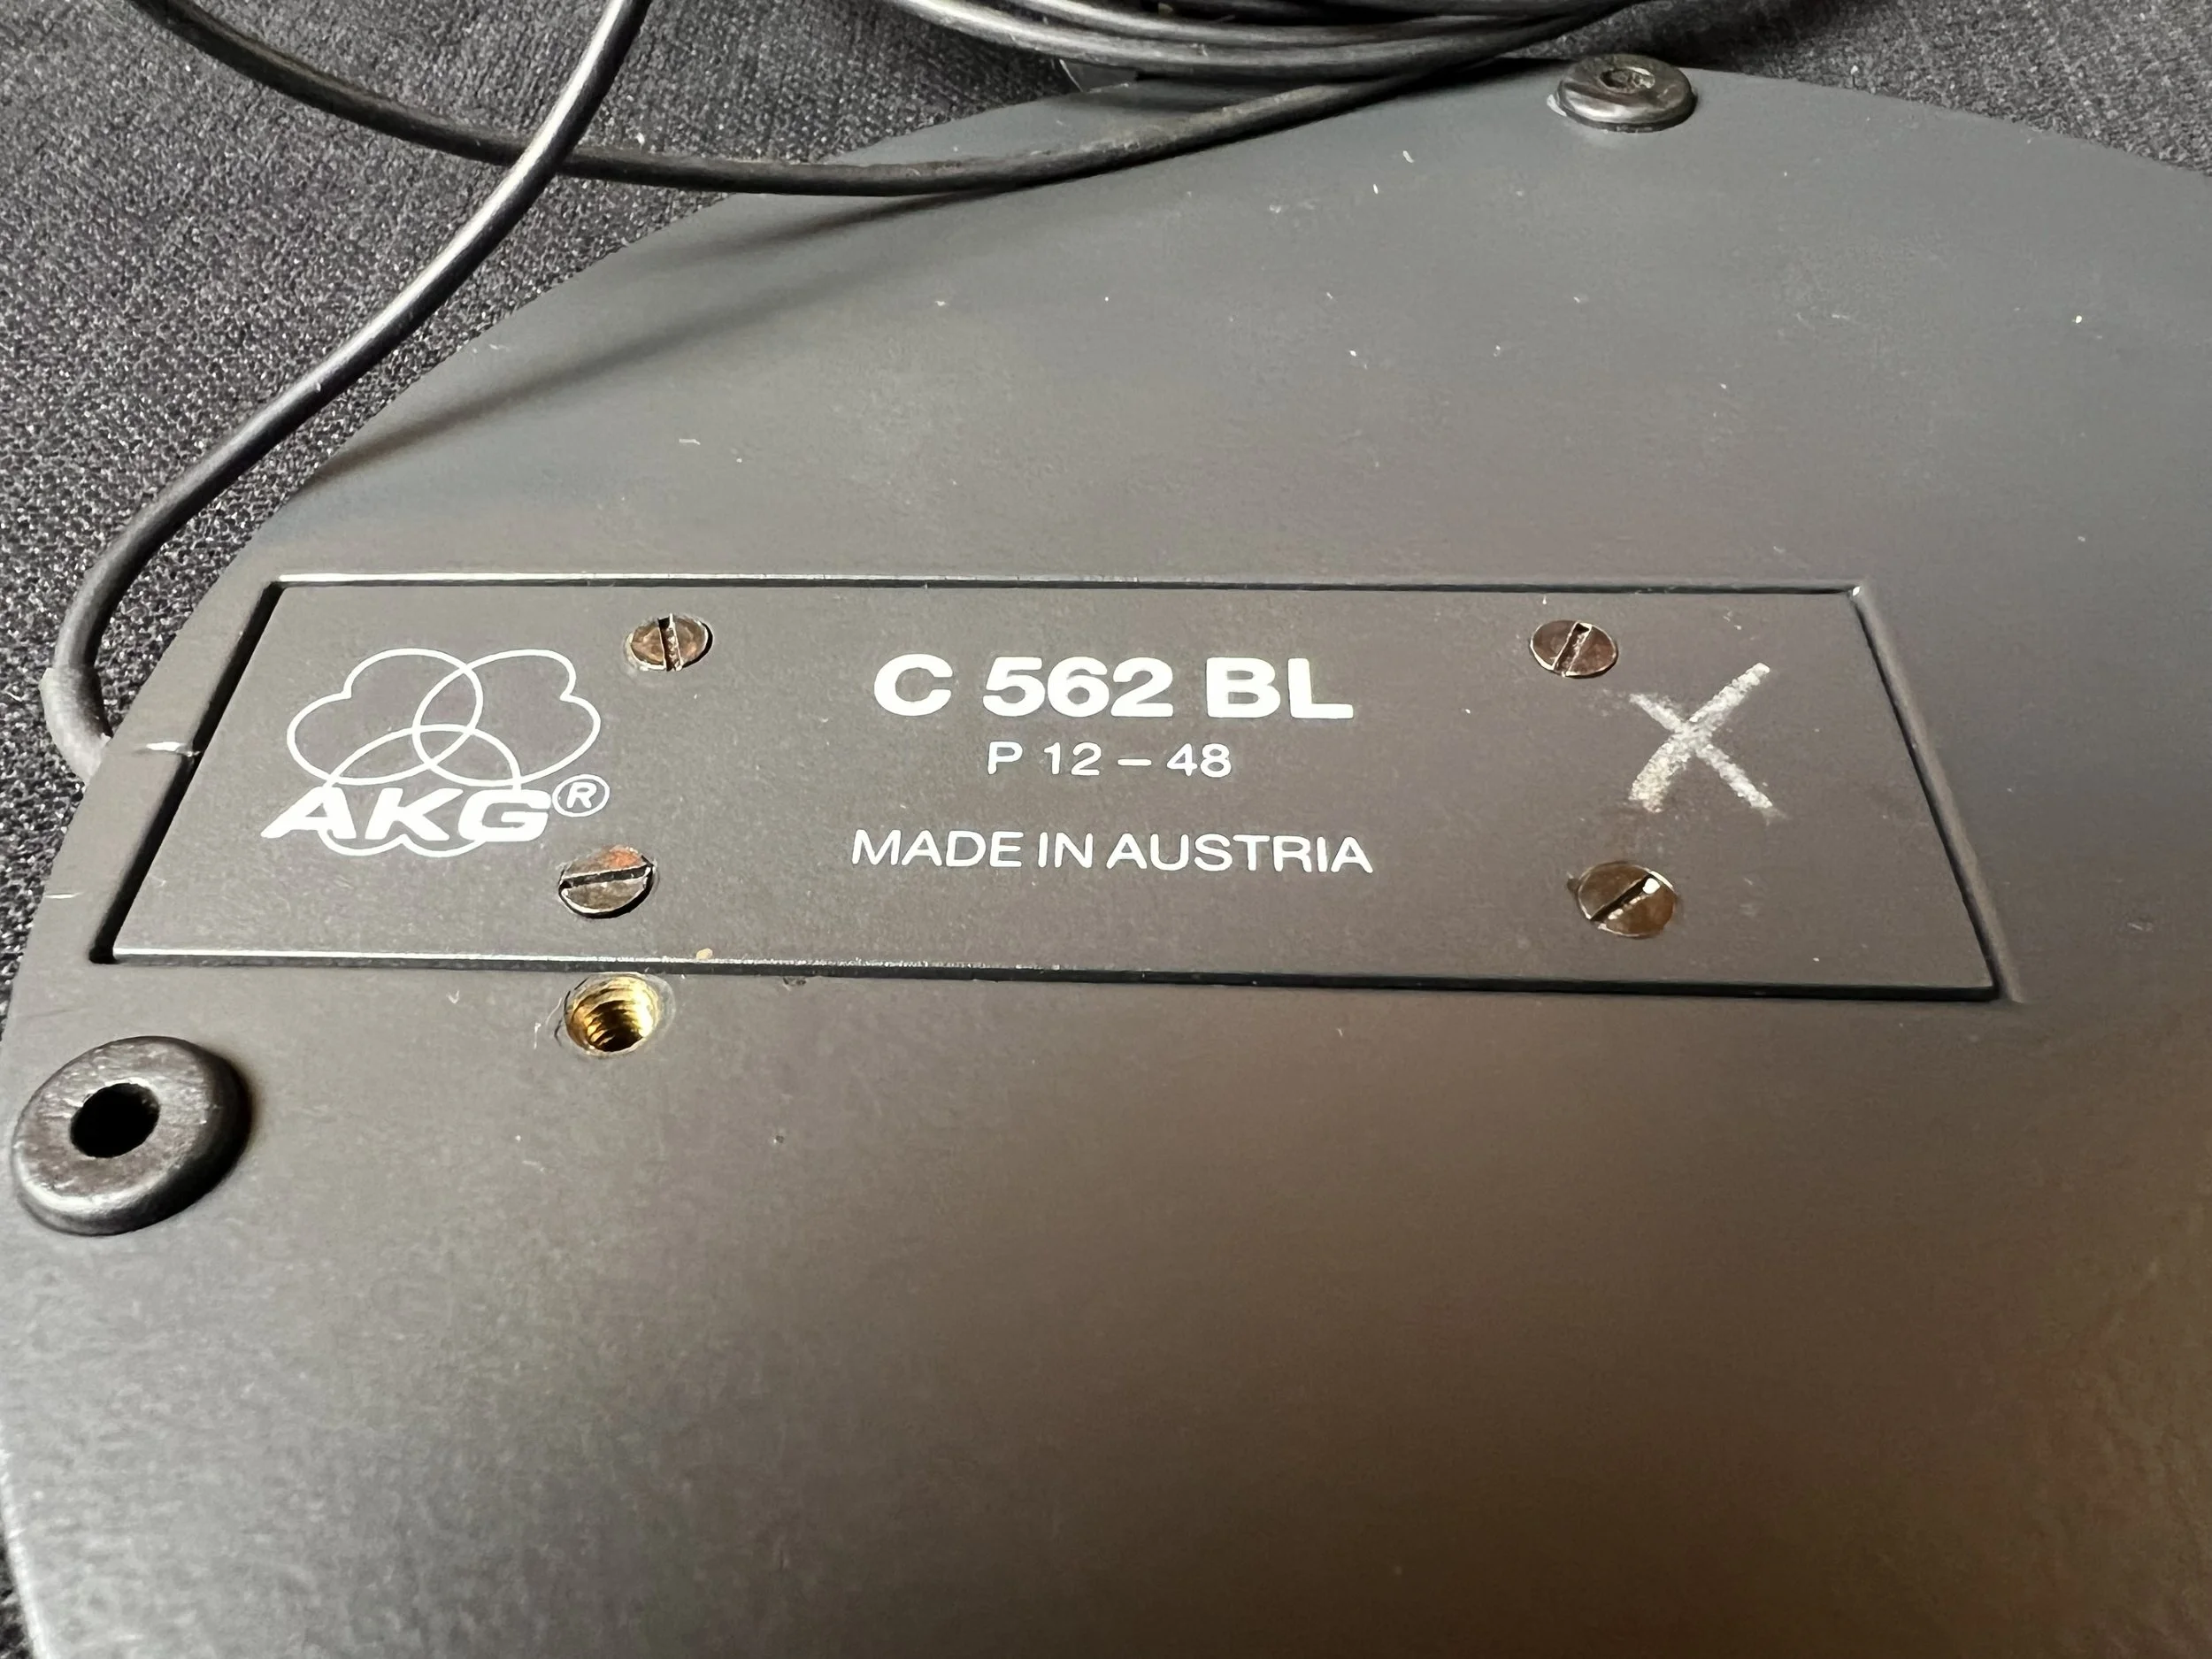 AKG®
C 562 BL
P 12 – 48
MADE IN AUSTRIA
X